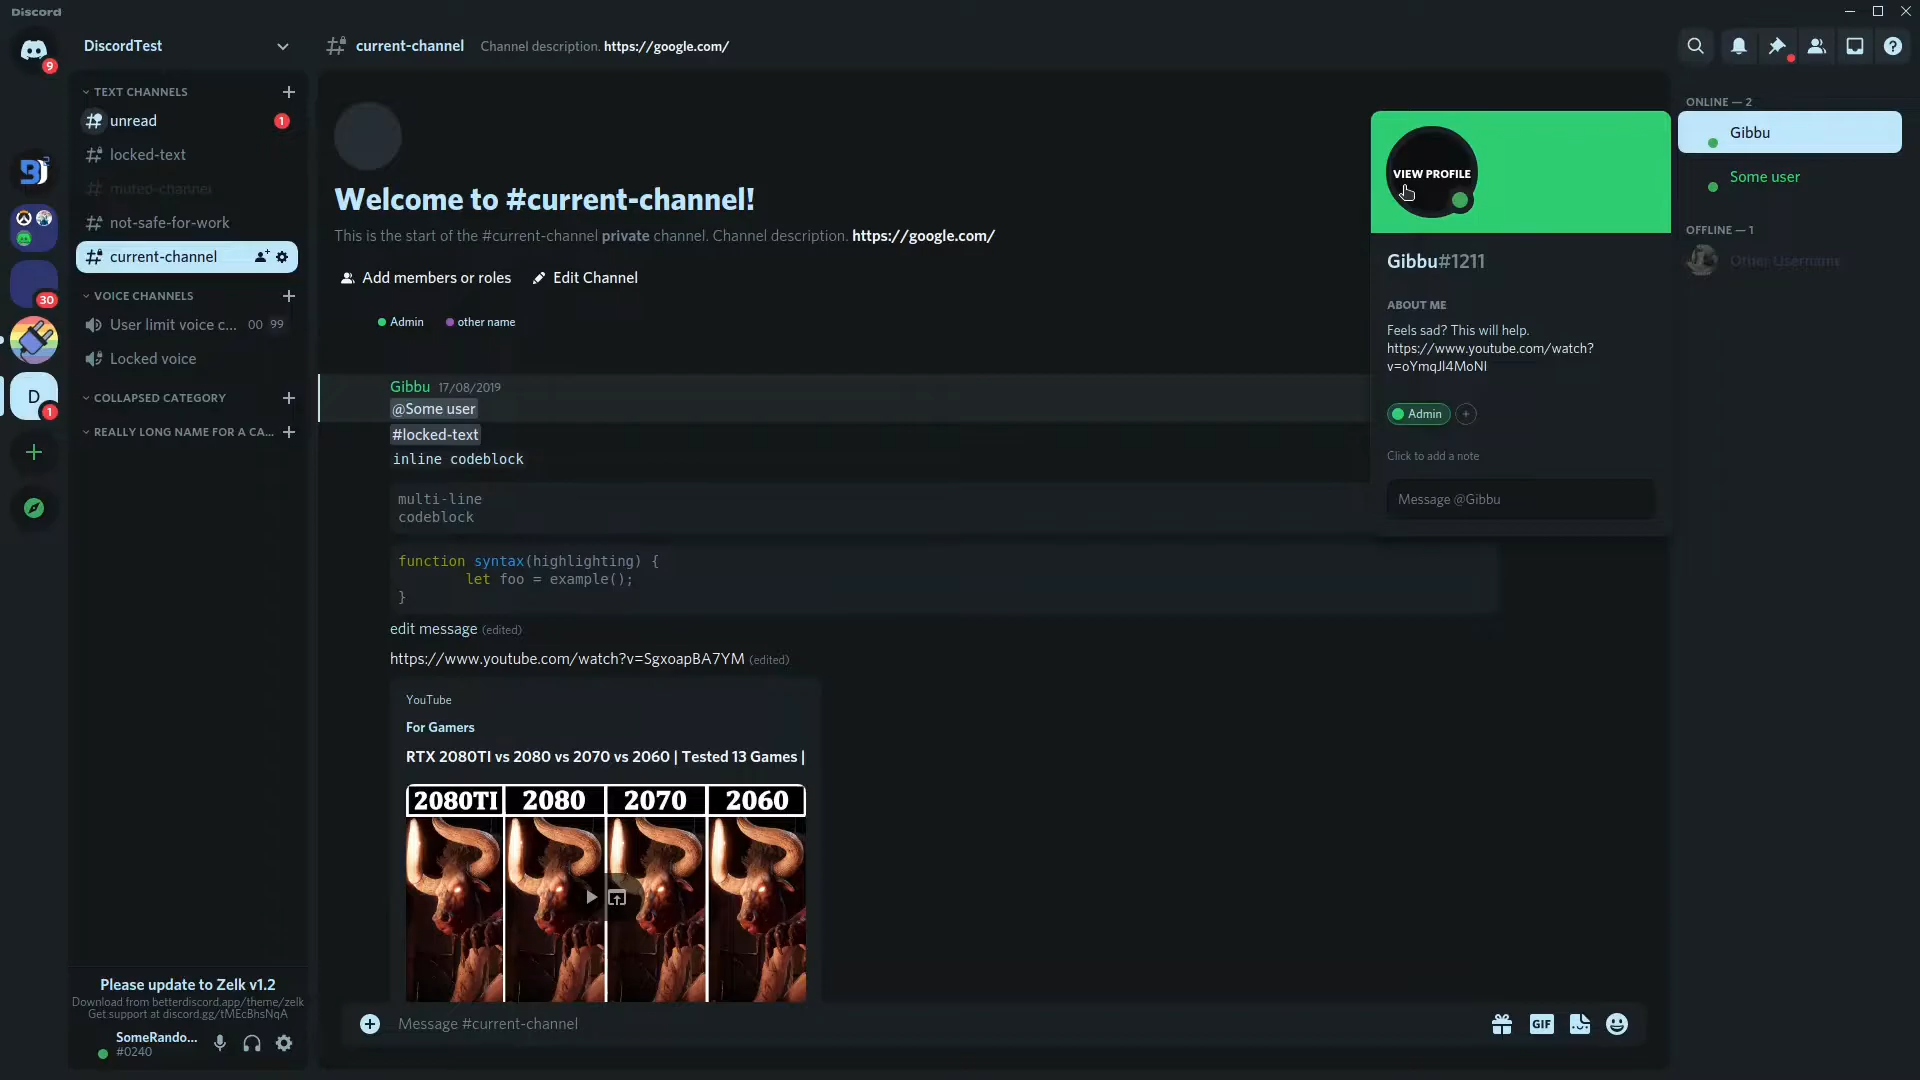 Discord
9
DiscordTest
current-channel
Channel description. https://google.com/
TEXT CHANNELS
unread
1
locked-text
muted-channel
not-safe-for-work
current-channel
VOICE CHANNELS
User limit voice c...
00 99
Locked voice
COLLAPSED CATEGORY
REALLY LONG NAME FOR A CA...
30
D
1
Welcome to #current-channel!
This is the start of the #current-channel private channel. Channel description. https://google.com/
Add members or roles
Edit Channel
Admin
other name
Gibbu 17/08/2019
@Some user
#locked-text
inline codeblock
multi-line
codeblock
function syntax(highlighting) {
let foo = example();
}
edit message (edited)
https://www.youtube.com/watch?v=SgxoapBA7YM (edited)
YouTube
For Gamers
RTX 2080TI vs 2080 vs 2070 vs 2060 | Tested 13 Games |
2080TI 2080 2070 2060
Message #current-channel
GIF
VIEW PROFILE
Gibbu#1211
ABOUT ME
Feels sad? This will help.
https://www.youtube.com/watch?
v=oYmqJl4MoNI
Admin
Click to add a note
Message @Gibbu
ONLINE — 2
Gibbu
Some user
OFFLINE — 1
Other Username
Please update to Zelk v1.2
Download from betterdiscord.app/theme/zelk
Get support at discord.gg/tMEcBhsNqA
SomeRando...
#0240